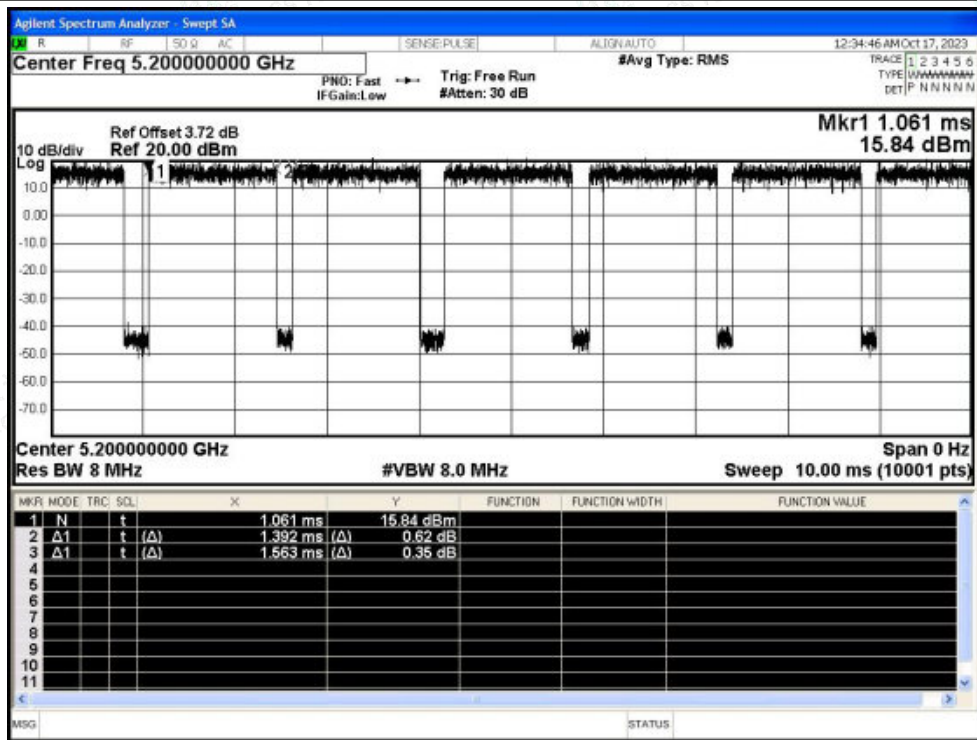 Agilent Spectrum Analyzer - Swept SA
LXI R RF 50 Ω AC SENSE:PULSE ALIGNAUTO 12:34:46 AM Oct 17, 2023
Center Freq 5.200000000 GHz #Avg Type: RMS TRACE 1 2 3 4 5 6
PNO: Fast Trig: Free Run TYPE WWWWWW
IFGain:Low #Atten: 30 dB DET P N N N N N
Mkr1 1.061 ms
Ref Offset 3.72 dB
10 dB/div Ref 20.00 dBm 15.84 dBm
Log
1 2
10.0
0.00
-10.0
-20.0
-30.0
-40.0
-50.0
-60.0
-70.0
Center 5.200000000 GHz Span 0 Hz
Res BW 8 MHz #VBW 8.0 MHz Sweep 10.00 ms (10001 pts)
MKR MODE TRC SCL X Y FUNCTION FUNCTION WIDTH FUNCTION VALUE
1 N t 1.061 ms 15.84 dBm
2 Δ1 t (Δ) 1.392 ms (Δ) 0.62 dB
3 Δ1 t (Δ) 1.563 ms (Δ) 0.35 dB
4
5
6
7
8
9
10
11
MSG STATUS